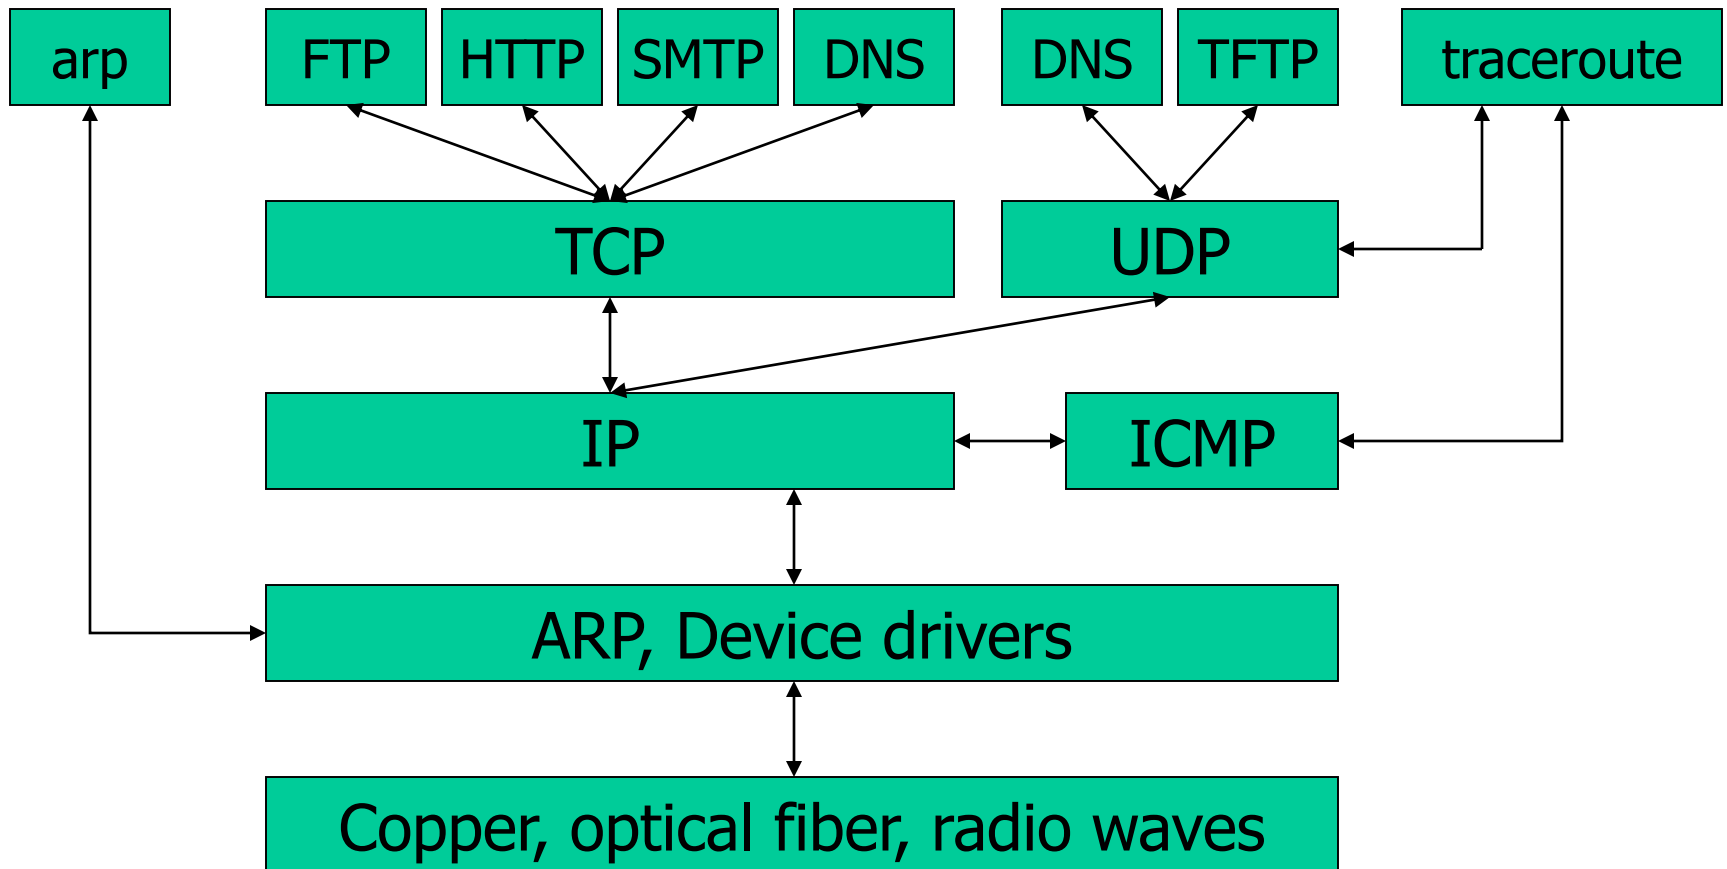 arp
FTP
HTTP
SMTP
DNS
DNS
TFTP
traceroute
TCP
UDP
IP
ICMP
ARP, Device drivers
Copper, optical fiber, radio waves